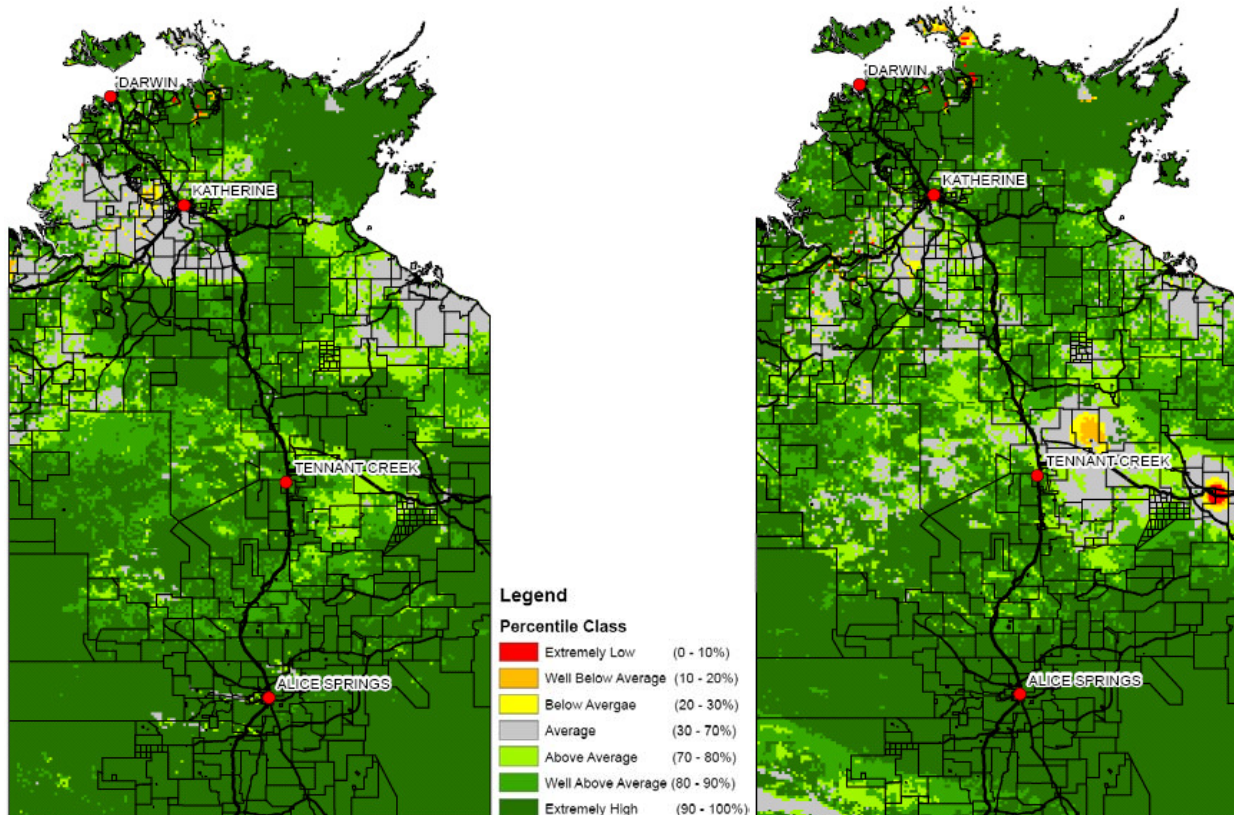 DARWIN
KATHERINE
TENNANT CREEK
ALICE SPRINGS
Legend
Percentile Class
Extremely Low (0 - 10%)
Well Below Average (10 - 20%)
Below Avergae (20 - 30%)
Average (30 - 70%)
Above Average (70 - 80%)
Well Above Average (80 - 90%)
Extremely High (90 - 100%)
DARWIN
KATHERINE
TENNANT CREEK
ALICE SPRINGS